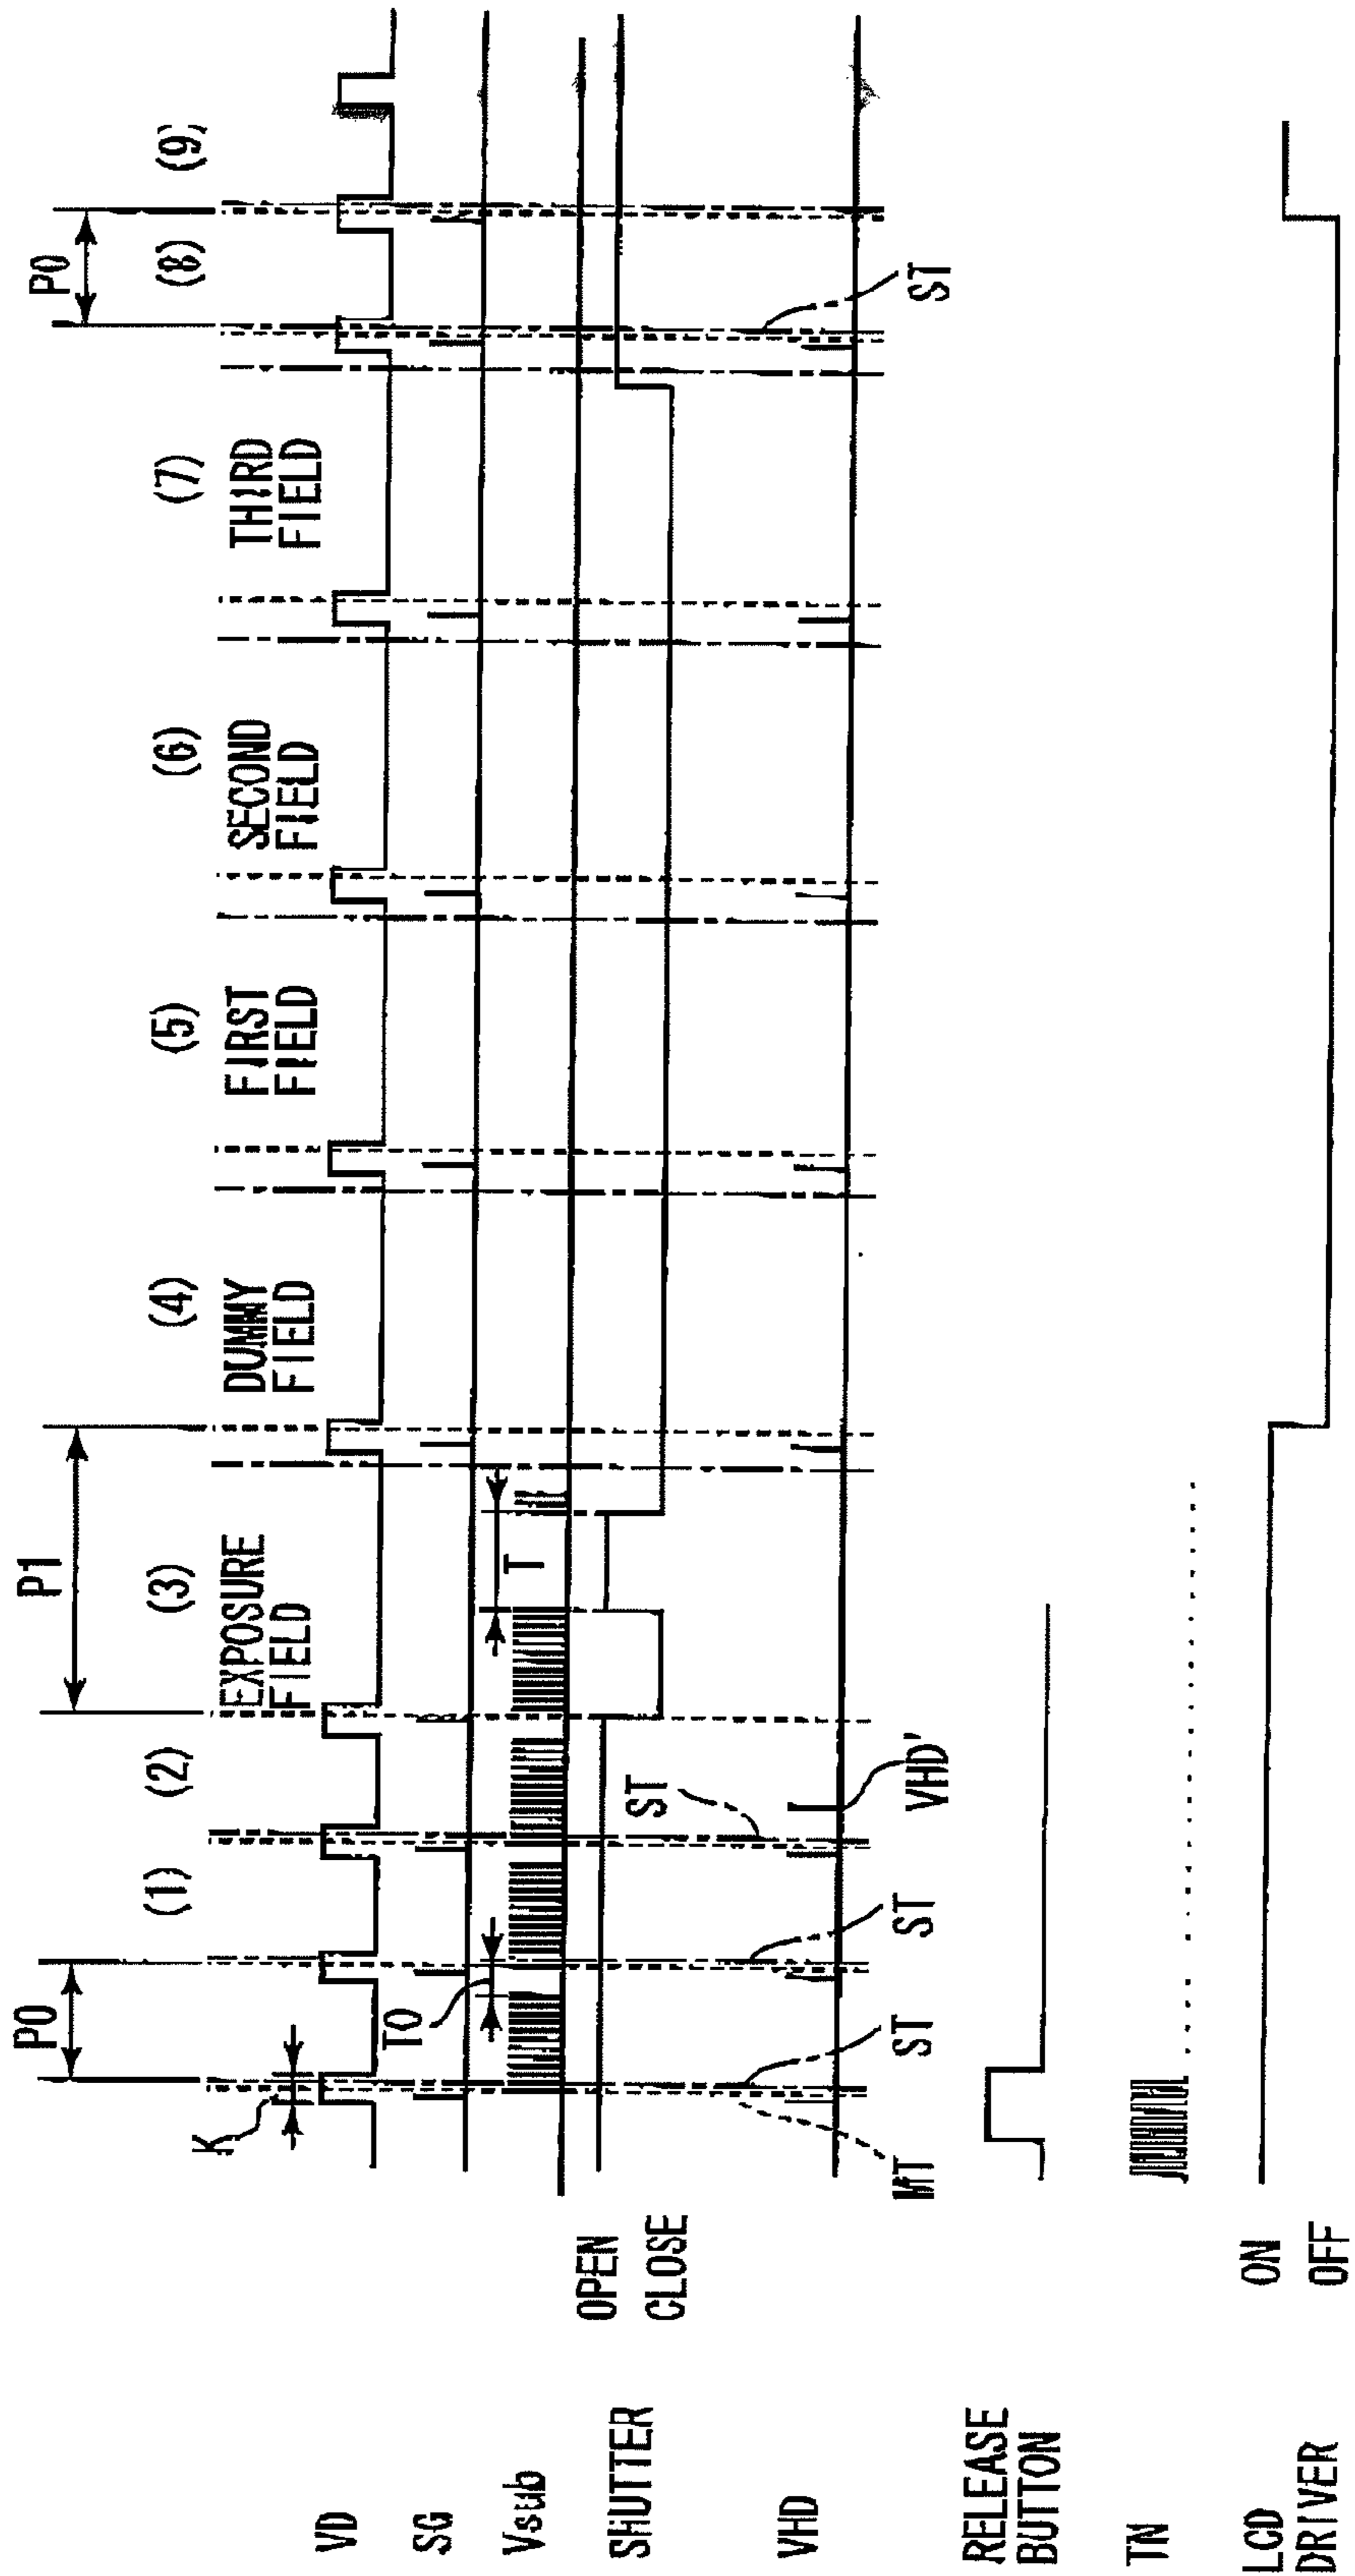 P0
P1
P0
K
(1)
(2)
(3)
(4)
(5)
(6)
(7)
(8)
(9)
EXPOSURE
FIELD
DUMMY
FIELD
FIRST
FIELD
SECOND
FIELD
THIRD
FIELD
VD
SG
T0
T
Vsub
OPEN
CLOSE
SHUTTER
ST
VHD
MT
ST
ST
VHD'
ST
RELEASE
BUTTON
TN
ON
OFF
LCD
DRIVER